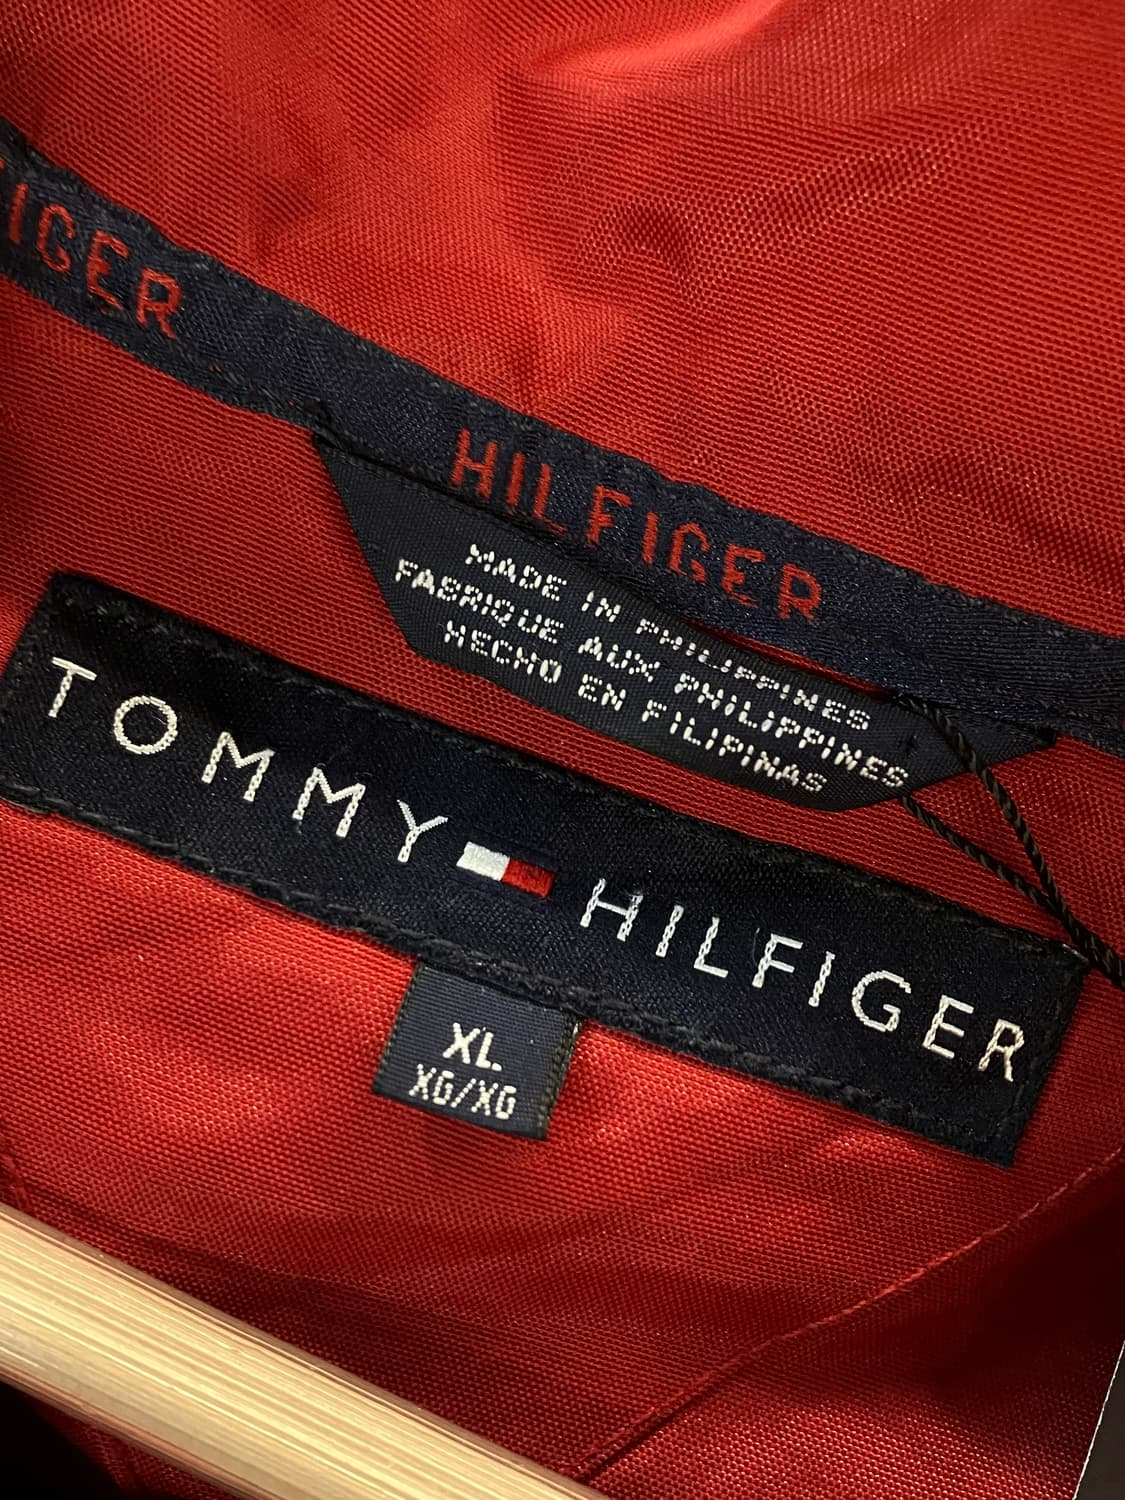 FIGER
HILFIGER
MADE IN PHILIPPINES
FABRIQUE AUX PHILIPPINES
HECHO EN FILIPINAS
TOMMY HILFIGER
XL
XG/XG